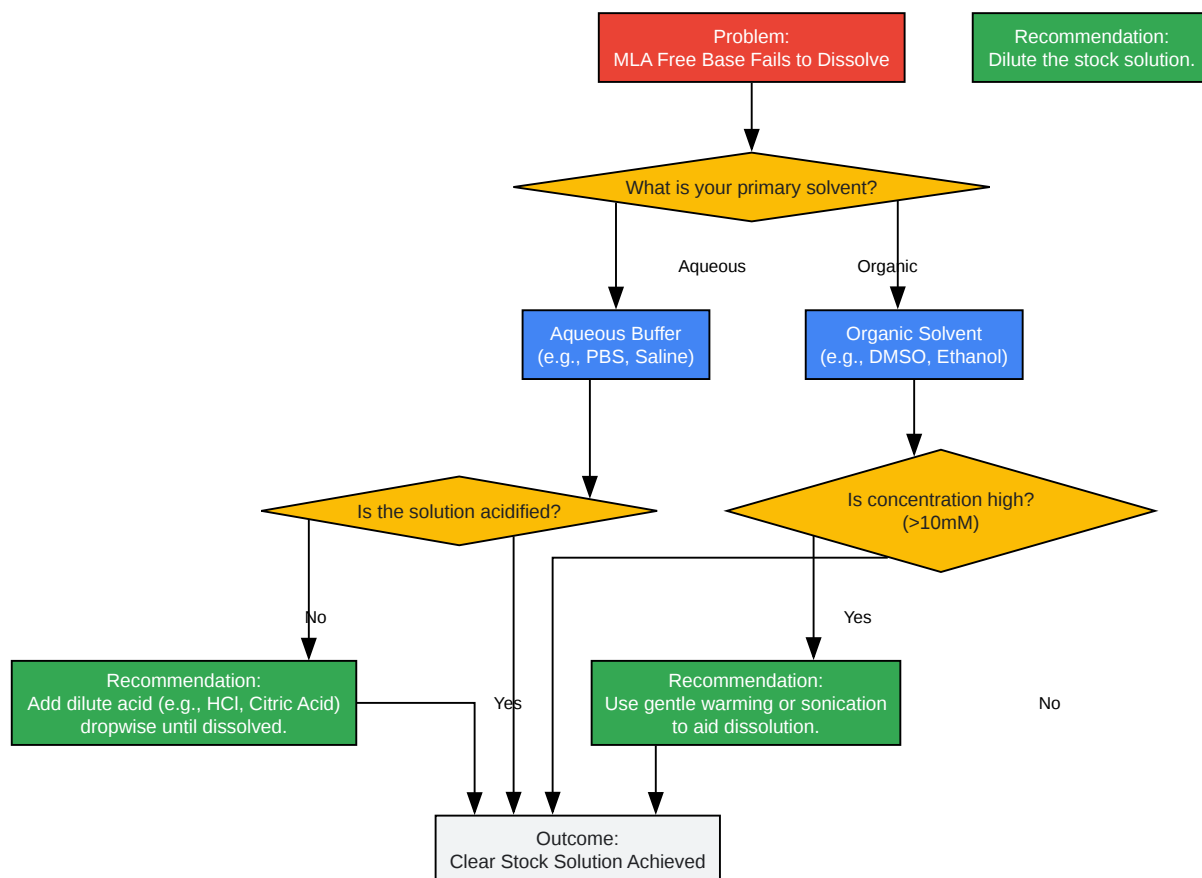 Problem:
MLA Free Base Fails to Dissolve
Recommendation:
Dilute the stock solution.
What is your primary solvent?
Aqueous
Organic
Aqueous Buffer
(e.g., PBS, Saline)
Organic Solvent
(e.g., DMSO, Ethanol)
Is the solution acidified?
Is concentration high?
(>10mM)
No
Yes
Recommendation:
Add dilute acid (e.g., HCl, Citric Acid)
dropwise until dissolved.
Yes
Recommendation:
Use gentle warming or sonication
to aid dissolution.
No
Outcome:
Clear Stock Solution Achieved